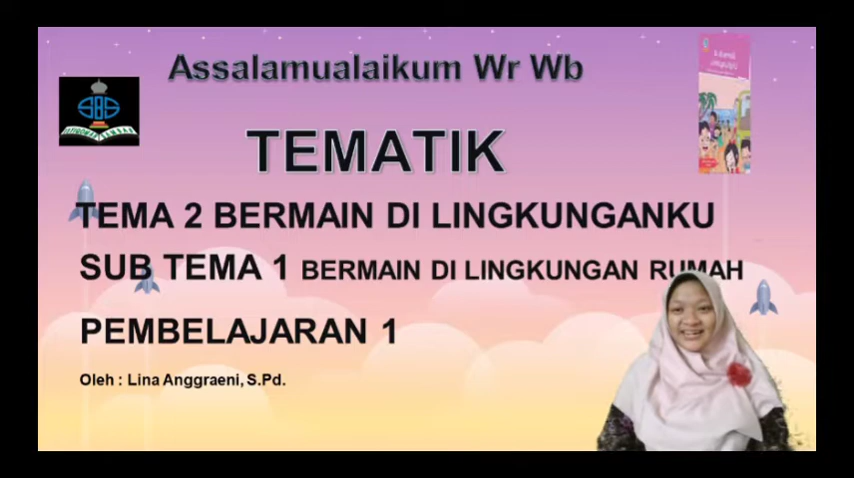 Assalamualaikum Wr Wb
SBS
TEMATIK
TEMA 2 BERMAIN DI LINGKUNGANKU
SUB TEMA 1 BERMAIN DI LINGKUNGAN RUMAH
PEMBELAJARAN 1
Oleh : Lina Anggraeni, S.Pd.